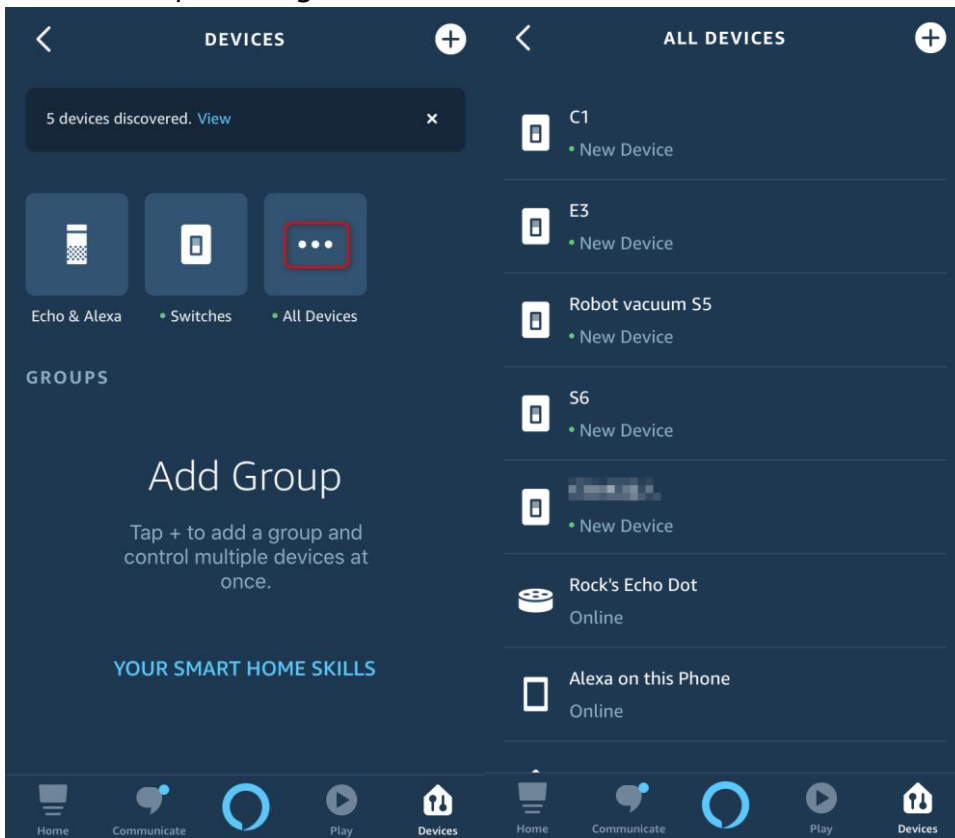 DEVICES
5 devices discovered. View
Echo & Alexa
• Switches
• All Devices
GROUPS
Add Group
Tap + to add a group and
control multiple devices at
once.
YOUR SMART HOME SKILLS
Home
Communicate
Play
Devices
ALL DEVICES
C1
• New Device
E3
• New Device
Robot vacuum S5
• New Device
S6
• New Device
• New Device
Rock's Echo Dot
Online
Alexa on this Phone
Online
Home
Communicate
Play
Devices